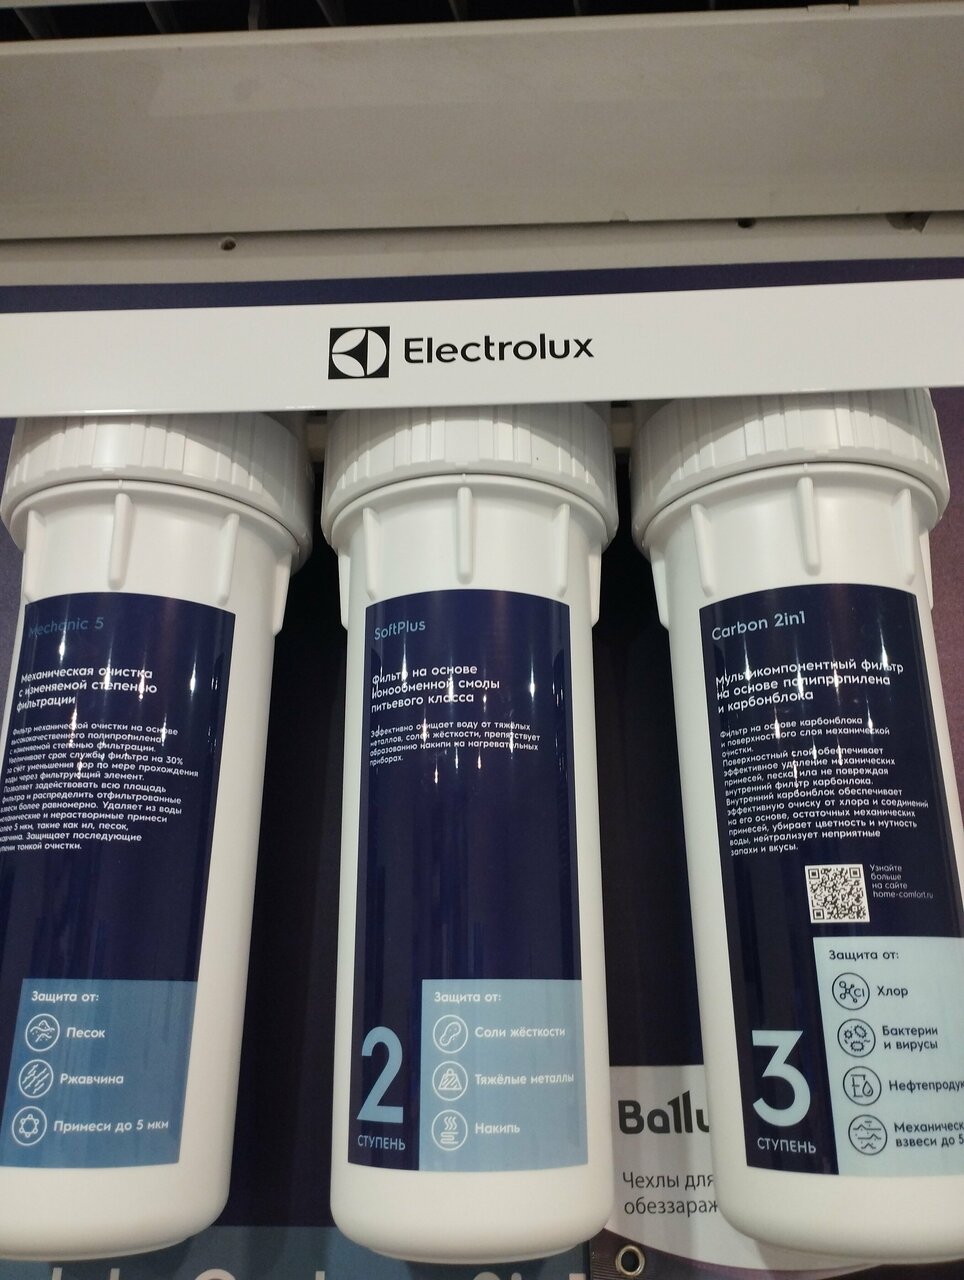 Electrolux
Mechanic 5
Механическая очистка
с изменяемой степенью
фильтрации
Фильтр механической очистки на основе
высококачественного полипропилена
с изменяемой степенью фильтрации.
Увеличивает срок службы фильтра на 30%
за счёт уменьшения пор по мере прохождения
воды через фильтрующий элемент.
Позволяет задействовать всю площадь
фильтра и распределить отфильтрованные
взвеси более равномерно. Удаляет из воды
механические и нерастворимые примеси
более 5 мкм, такие как ил, песок,
ржавчина. Защищает последующие
тонкой очистки.
Защита от:
Песок
Ржавчина
Примеси до 5 мкм
SoftPlus
Фильтр на основе
ионообменной смолы
питьевого класса
Эффективно очищает воду от тяжёлых
металлов, солей жёсткости, препятствует
образованию накипи на нагревательных
приборах.
2
СТУПЕНЬ
Защита от:
Соли жёсткости
Тяжёлые металлы
Накипь
Carbon 2in1
Мультикомпонентный фильтр
на основе полипропилена
и карбонблока
Фильтр на основе карбонблока
и поверхностного слоя механической
очистки.
Поверхностный слой обеспечивает
эффективное удаление механических
примесей, песка, ила не повреждая
внутренний фильтр карбонблока.
Внутренний карбонблок обеспечивает
эффективную очистку от хлора и соединений
на его основе, остаточных механических
примесей, убирает цветность и мутность
воды, нейтрализует неприятные
запахи и вкусы.
Узнайте
больше
на сайте
home-comfort.ru
3
СТУПЕНЬ
Защита от:
Cl
Хлор
Бактерии
и вирусы
Нефтепродук
Механическ
взвеси до 5
Ballu
Чехлы для
обеззараж